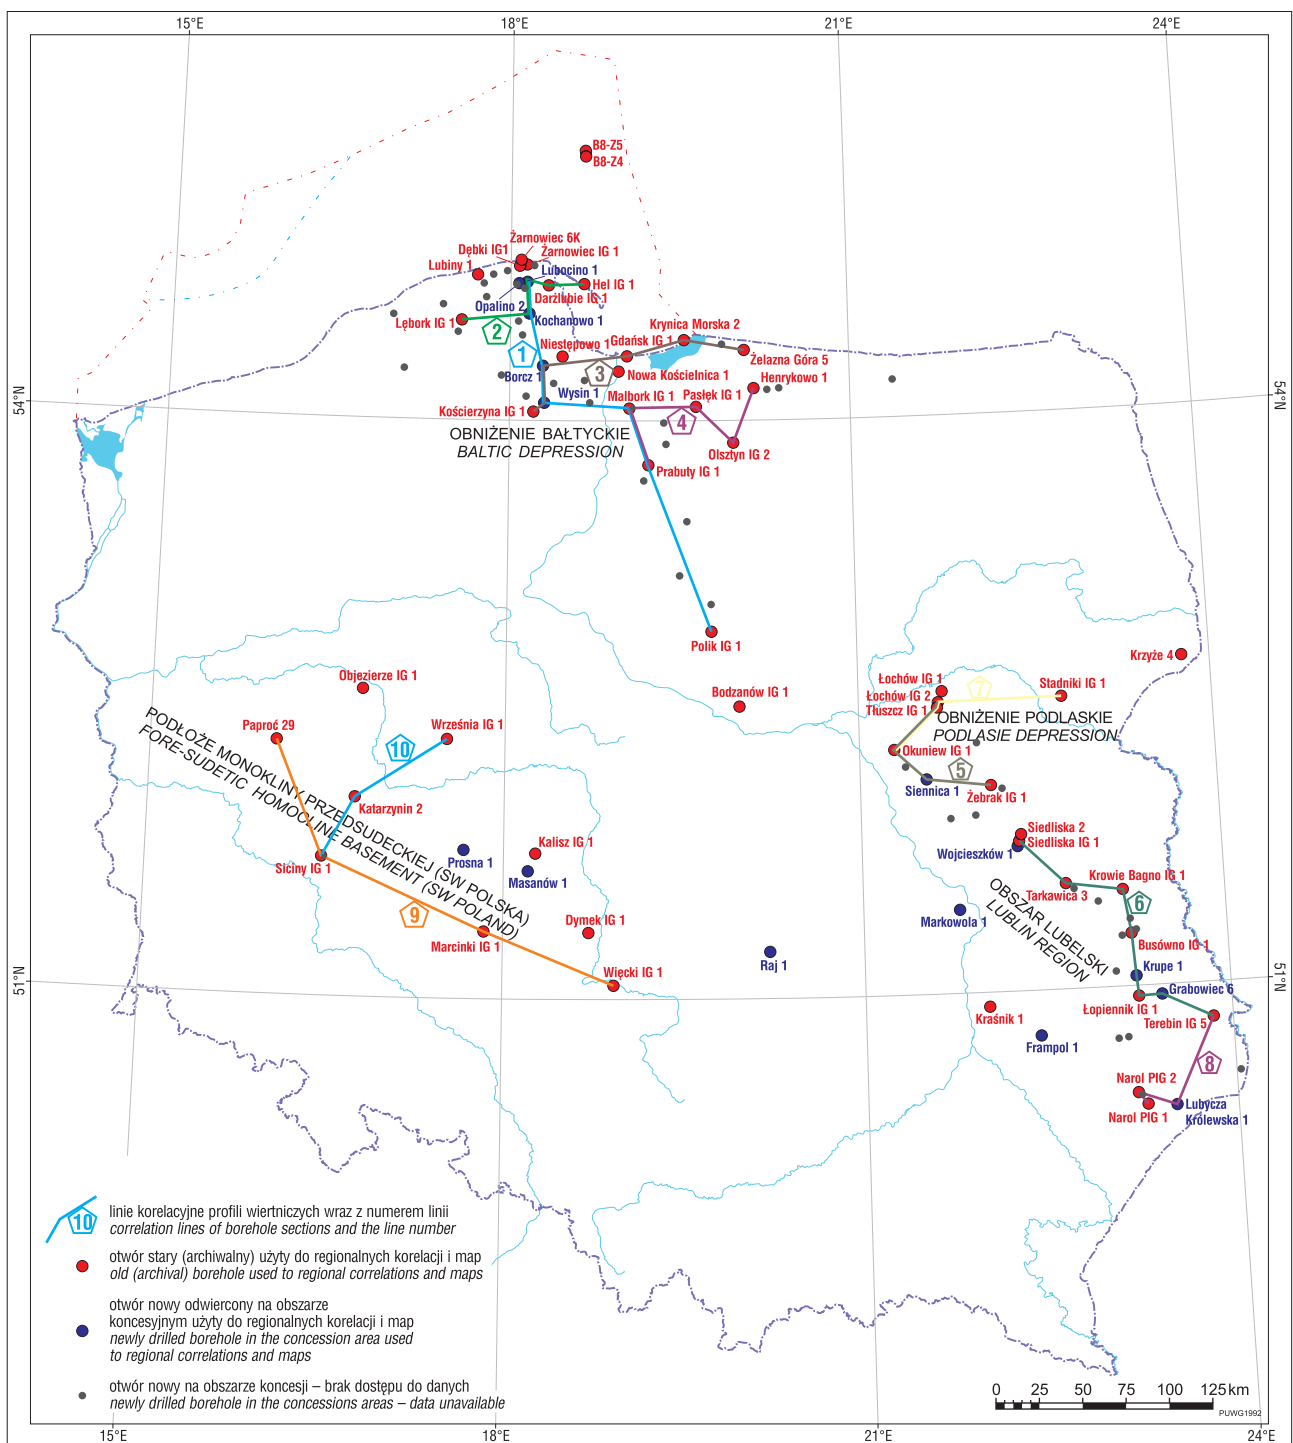 15°E
18°E
21°E
24°E
B8-Z5
B8-Z4
Żarnowiec 6K
Dębki IG1
Żarnowiec IG 1
Lubiny 1
Lubocino 1
Hel IG 1
Darżlubie IG 1
Opalino 2
Lębork IG 1
Kochanowo 1
2
1
Krynica Morska 2
Niestępowo 1
Gdańsk IG 1
Żelazna Góra 5
3
Borcz 1
Nowa Kościelnica 1
Henrykowo 1
Wysin 1
Malbork IG 1
Pasłęk IG 1
54°N
54°N
Kościerzyna IG 1
4
OBNIŻENIE BAŁTYCKIE
BALTIC DEPRESSION
Olsztyn IG 2
Prabuty IG 1
Polik IG 1
Krzyże 4
Objezierze IG 1
Bodzanów IG 1
Łochów IG 1
Łochów IG 2
Tłuszcz IG 1
7
Stadniki IG 1
OBNIŻENIE PODLASKIE
PODLASIE DEPRESSION
Paproć 29
Września IG 1
10
PODŁOŻE MONOKLINY PRZEDSUDECKIEJ (SW POLSKA)
FORE-SUDETIC HOMOCLINE BASEMENT (SW POLAND)
Okuniew IG 1
5
Siennica 1
Żebrak IG 1
Katarzynin 2
Siciny IG 1
Prosna 1
Kalisz IG 1
Masanów 1
Siedliska 2
Siedliska IG 1
Wojcieszków 1
Krowie Bagno IG 1
Tarkawica 3
6
OBSZAR LUBELSKI
LUBLIN REGION
9
Markowola 1
Marcinki IG 1
Dymek IG 1
Busówno IG 1
Raj 1
Krupe 1
Więcki IG 1
51°N
51°N
Grabowiec 6
Łopiennik IG 1
Terebin IG 5
Kraśnik 1
Frampol 1
8
Narol PIG 2
Narol PIG 1
Lubycza
Królewska 1
10
linie korelacyjne profili wiertniczych wraz z numerem linii
correlation lines of borehole sections and the line number
otwór stary (archiwalny) użyty do regionalnych korelacji i map
old (archival) borehole used to regional correlations and maps
otwór nowy odwiercony na obszarze
koncesyjnym użyty do regionalnych korelacji i map
newly drilled borehole in the concession area used
to regional correlations and maps
otwór nowy na obszarze koncesji – brak dostępu do danych
newly drilled borehole in the concessions areas – data unavailable
0 25 50 75 100 125 km
PUWG1992
15°E
18°E
21°E
24°E